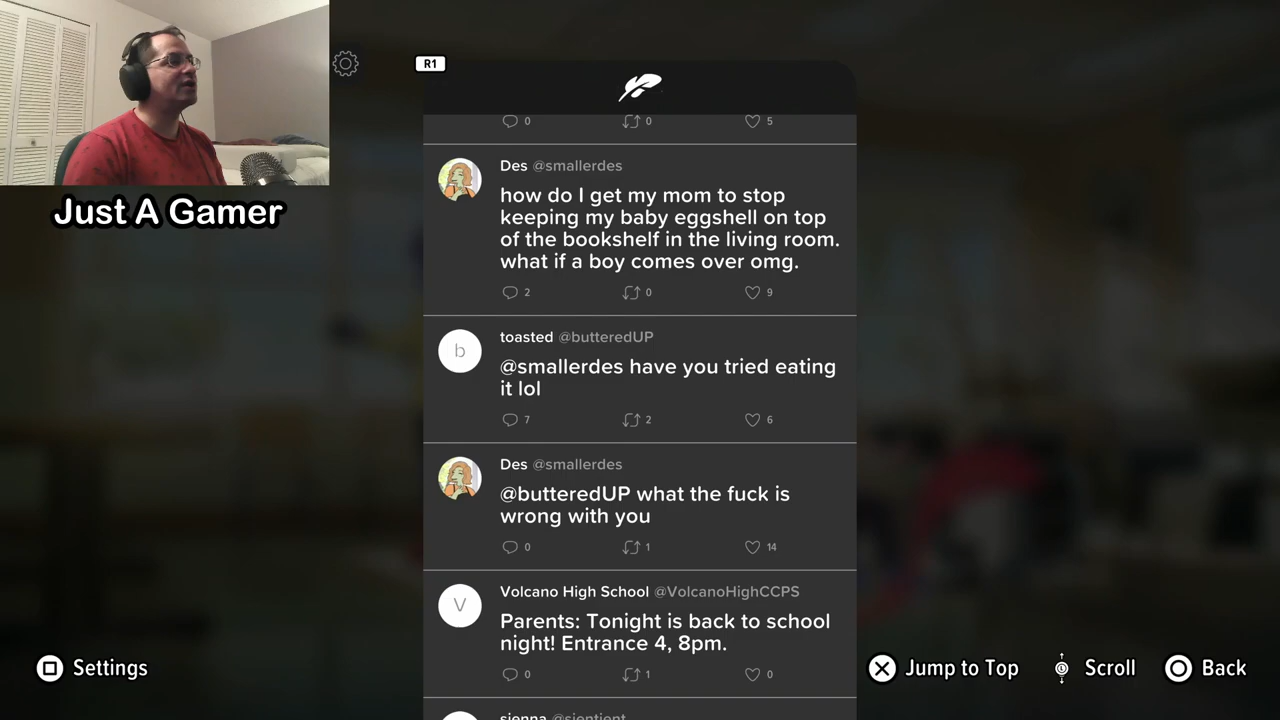 R1
0 0 5
Des @smallerdes
how do I get my mom to stop
keeping my baby eggshell on top
of the bookshelf in the living room.
what if a boy comes over omg.
2 0 9
b
toasted @butteredUP
@smallerdes have you tried eating
it lol
7 2 6
Des @smallerdes
@butteredUP what the fuck is
wrong with you
0 1 14
V
Volcano High School @VolcanoHighCCPS
Parents: Tonight is back to school
night! Entrance 4, 8pm.
0 1 0
sienna @sientient
Just A Gamer
Settings
Jump to Top
Scroll
Back